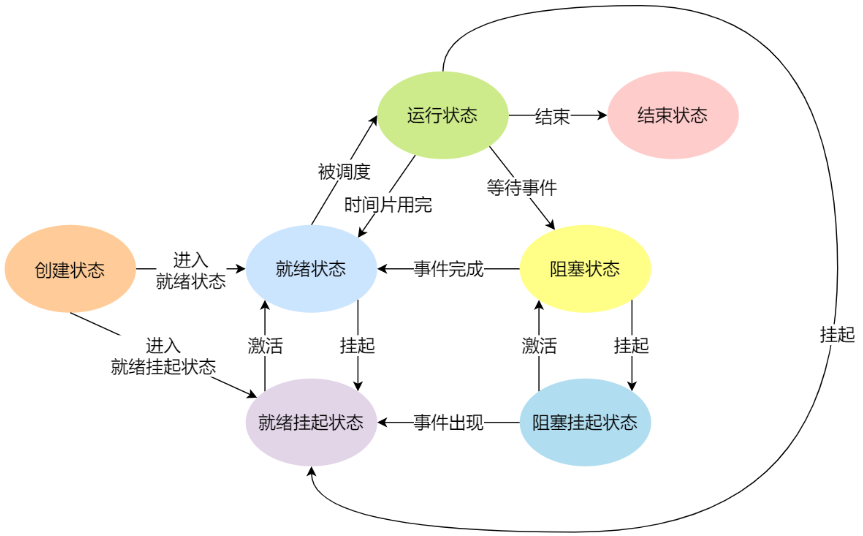 运行状态
结束
结束状态
被调度
时间片用完
等待事件
创建状态
进入
就绪状态
就绪状态
事件完成
阻塞状态
进入
就绪挂起状态
激活
挂起
激活
挂起
挂起
就绪挂起状态
事件出现
阻塞挂起状态